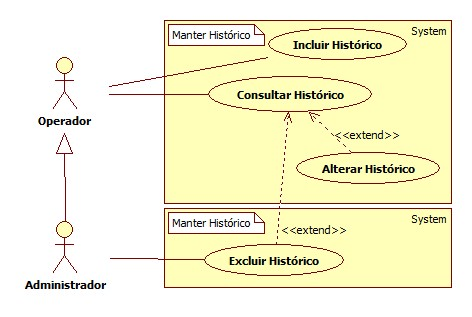 Manter Histórico
System
Incluir Histórico
Operador
Consultar Histórico
<<extend>>
Alterar Histórico
Manter Histórico
System
<<extend>>
Excluir Histórico
Administrador